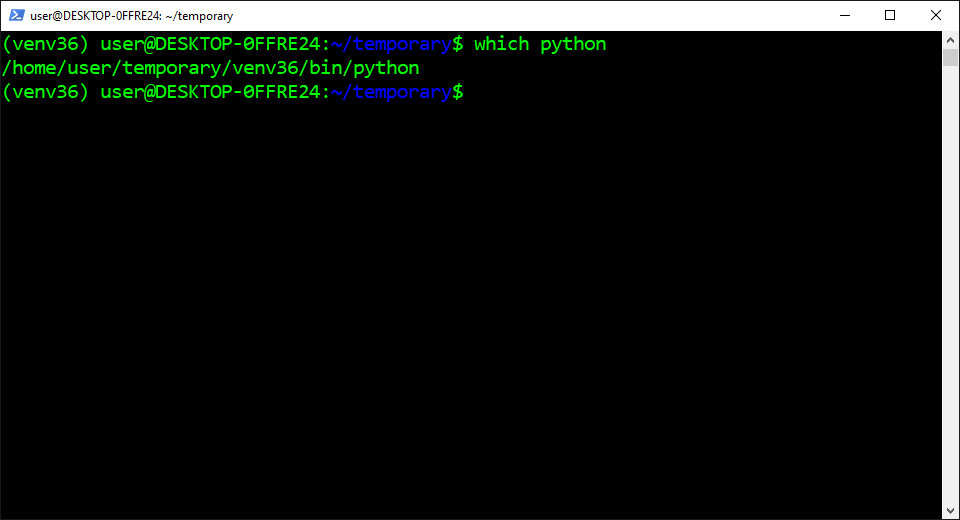 user@DESKTOP-0FFRE24: ~/temporary
(venv36) user@DESKTOP-0FFRE24:~/temporary$ which python
/home/user/temporary/venv36/bin/python
(venv36) user@DESKTOP-0FFRE24:~/temporary$